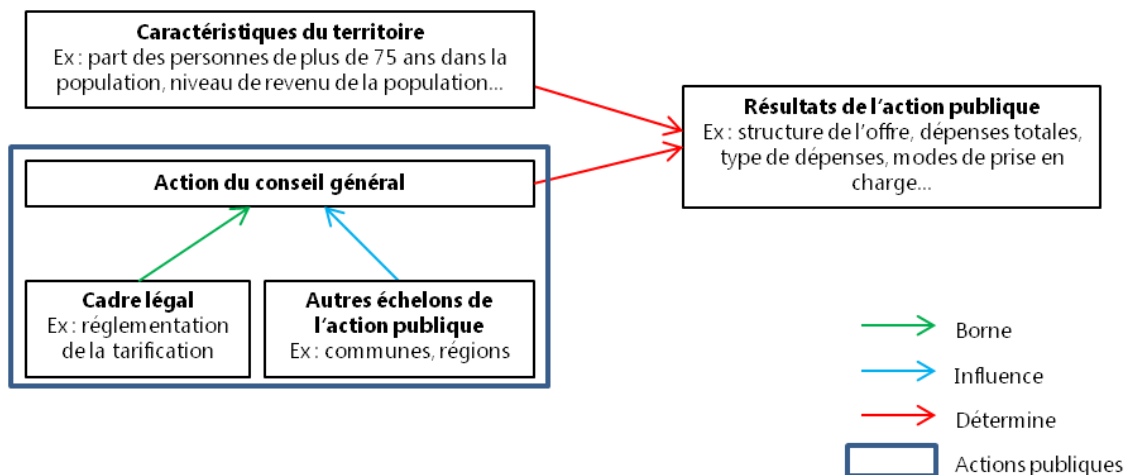 Caractéristiques du territoire
Ex : part des personnes de plus de 75 ans dans la
population, niveau de revenu de la population...
Résultats de l'action publique
Ex : structure de l'offre, dépenses totales,
type de dépenses, modes de prise en
charge...
Action du conseil général
Cadre légal
Ex : réglementation
de la tarification
Autres échelons de
l'action publique
Ex : communes, régions
Borne
Influence
Détermine
Actions publiques